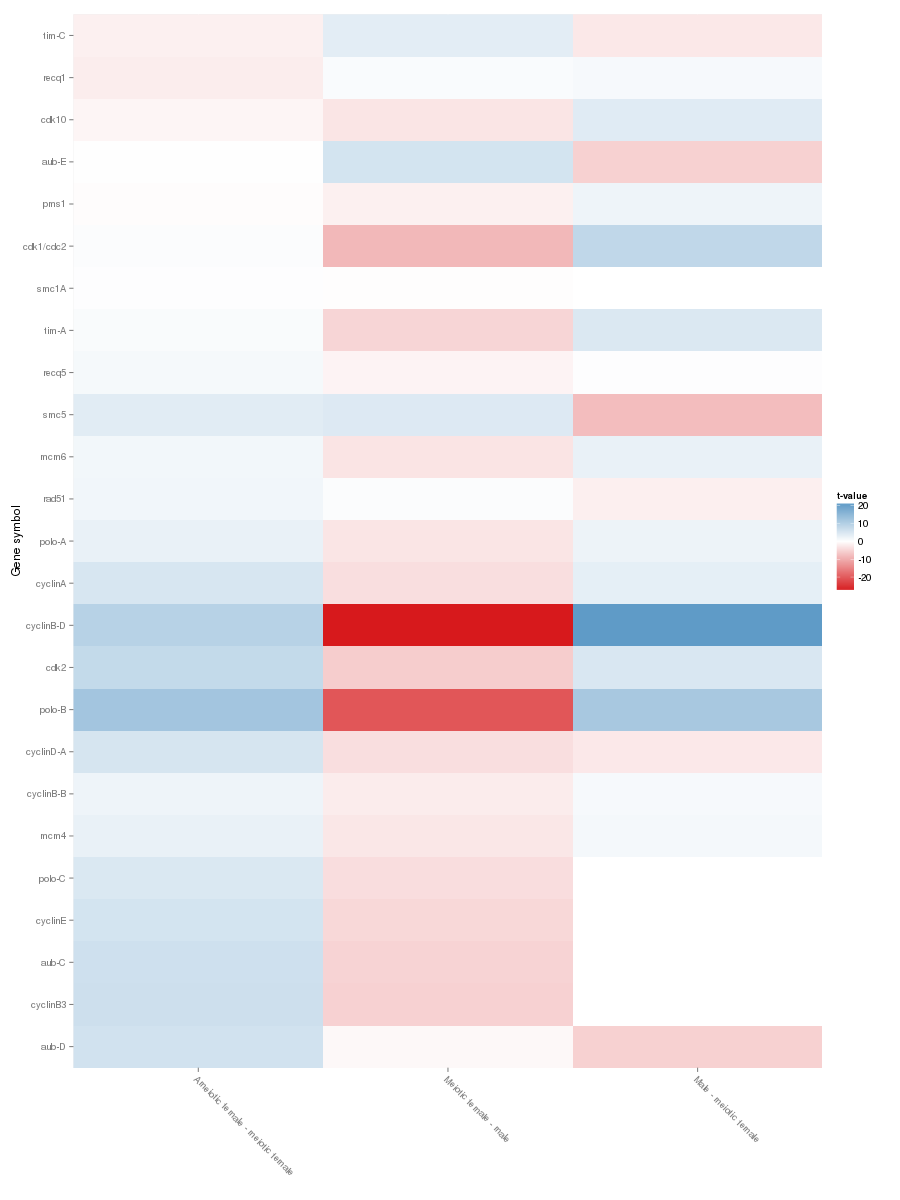 tim-C
recq1
cdk10
aub-E
pms1
cdk1/cdc2
smc1A
tim-A
recq5
smc5
mcm6
rad51
polo-A
cyclinA
cyclinB-D
cdk2
polo-B
cyclinD-A
cyclinB-B
mcm4
polo-C
cyclinE
aub-C
cyclinB3
aub-D
Gene symbol
Ameiotic female - meiotic female
Meiotic female - male
Male - meiotic female
t-value
20
10
0
-10
-20